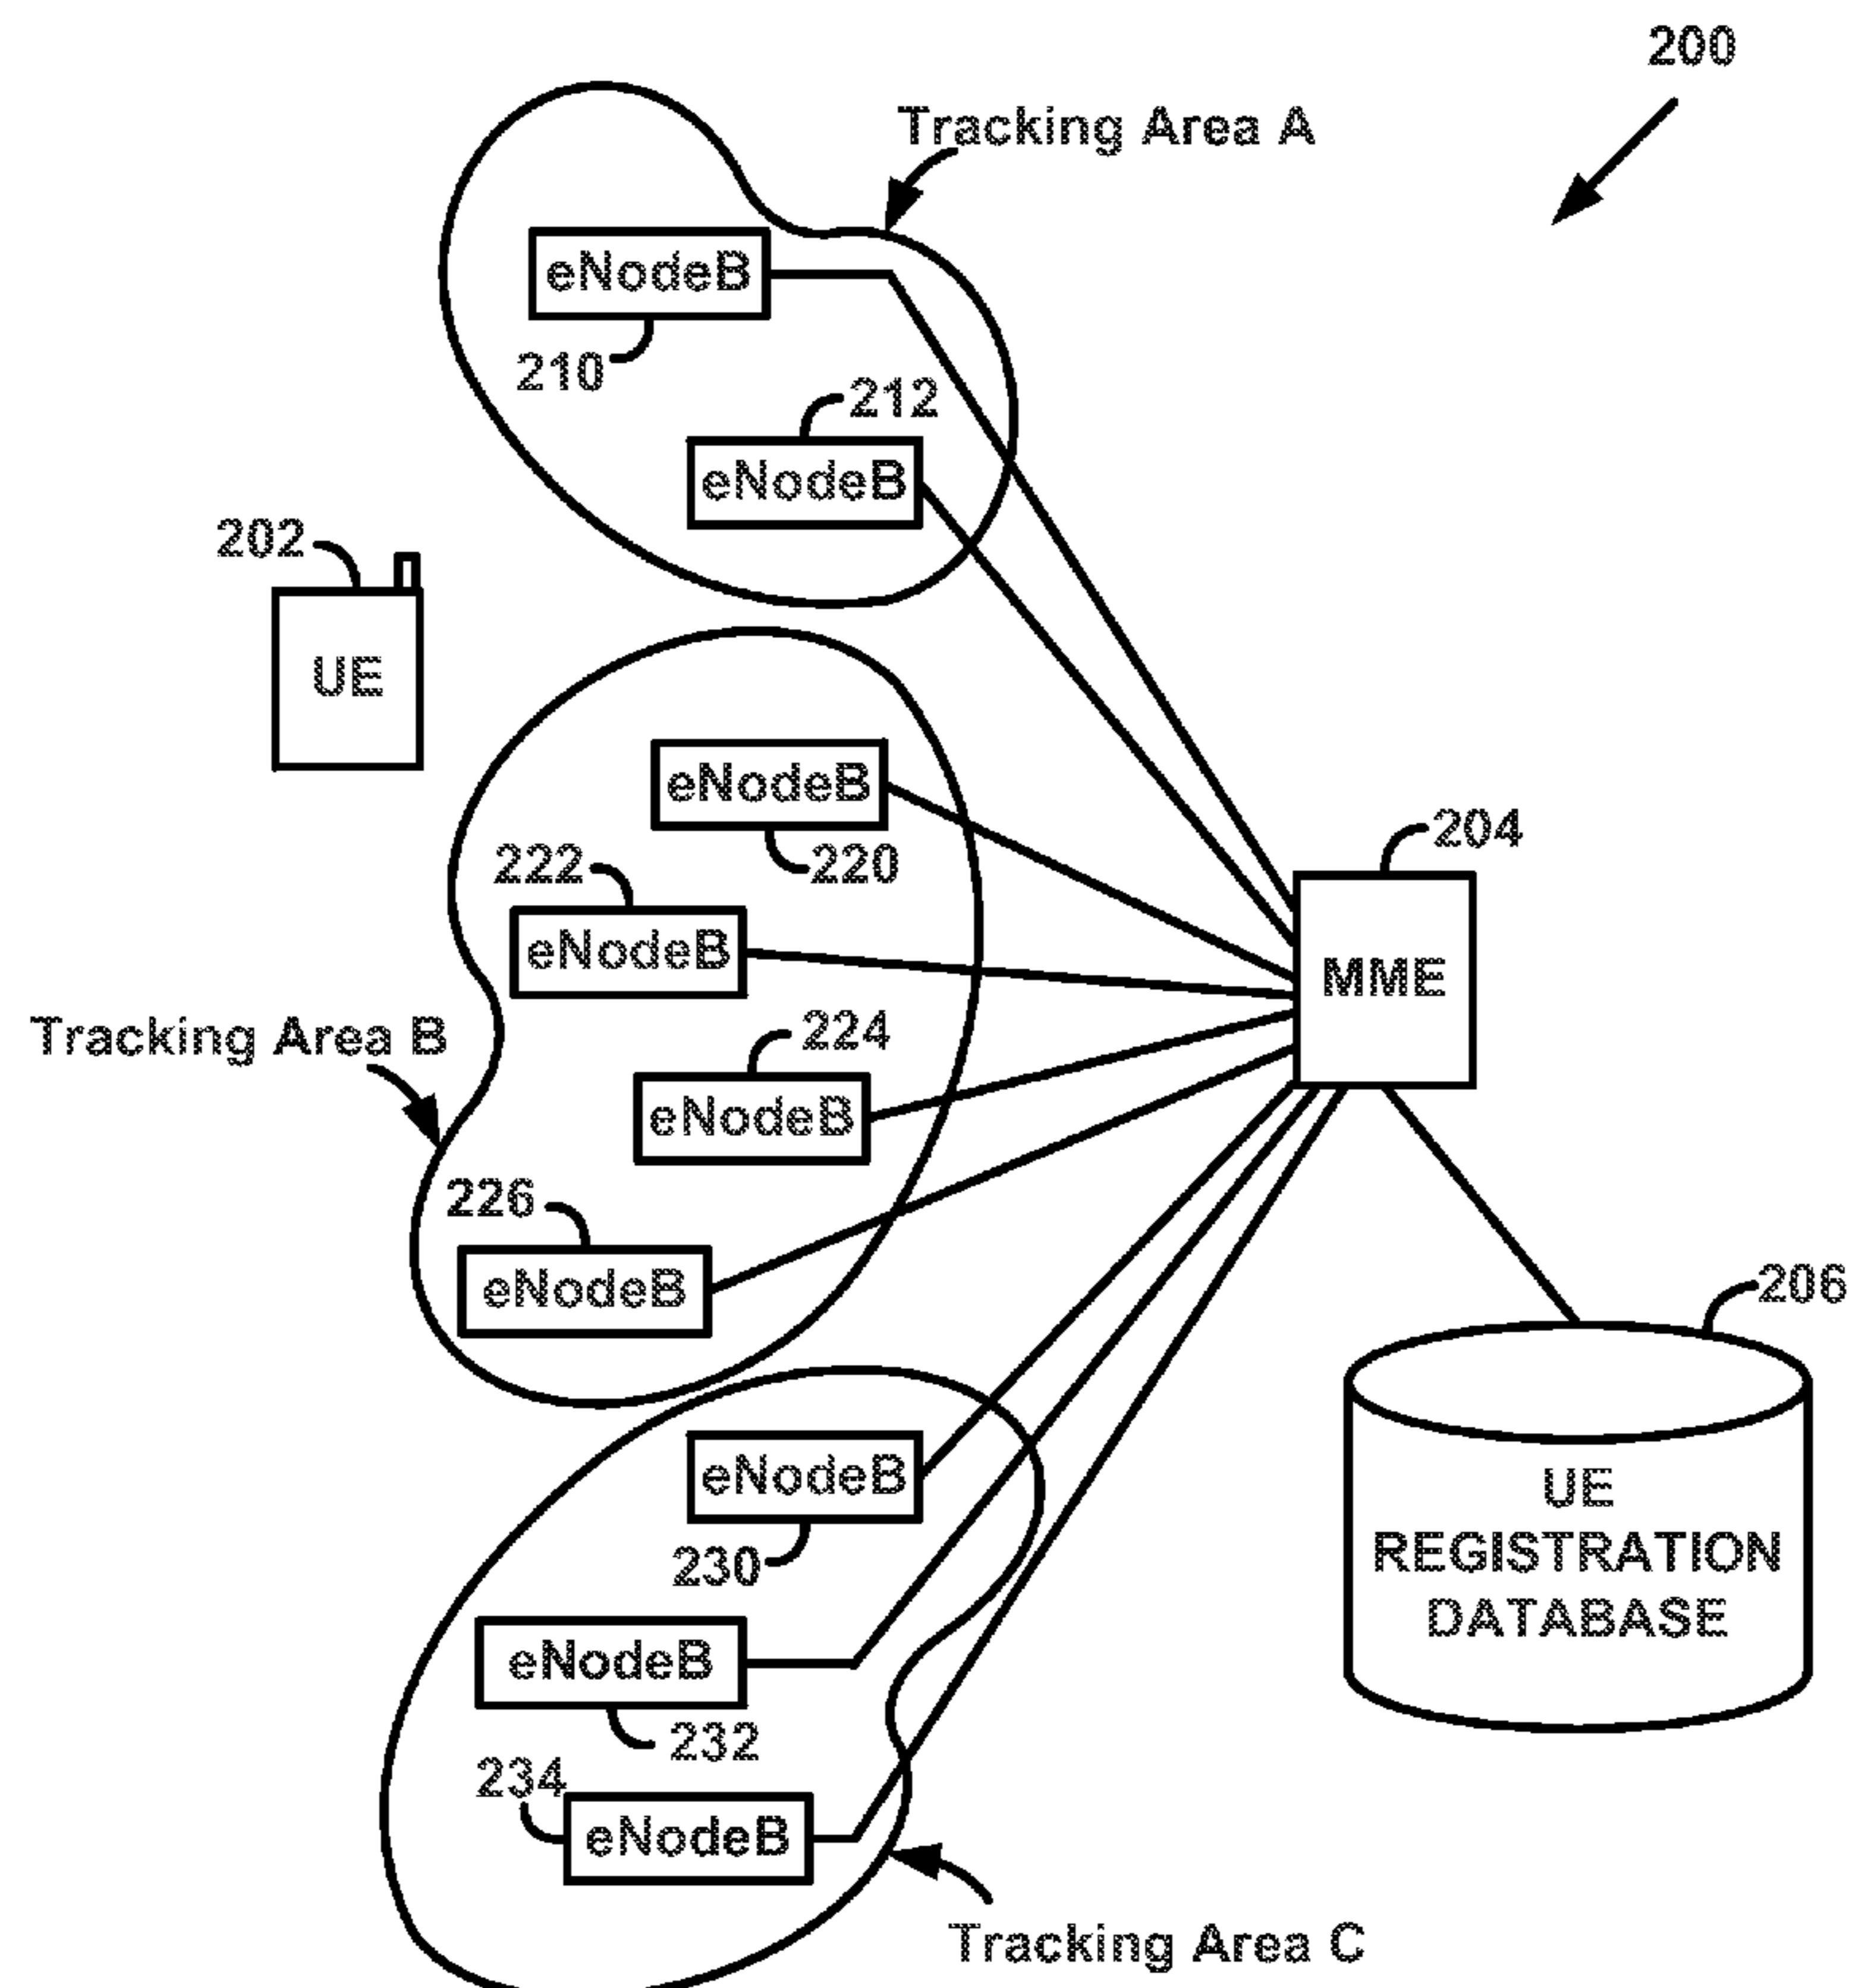 200
Tracking Area A
eNodeB
210
212
eNodeB
202
UE
eNodeB
220
222
eNodeB
204
MME
224
Tracking Area B
eNodeB
226
eNodeB
206
eNodeB
230
UE
REGISTRATION
DATABASE
eNodeB
232
234
eNodeB
Tracking Area C